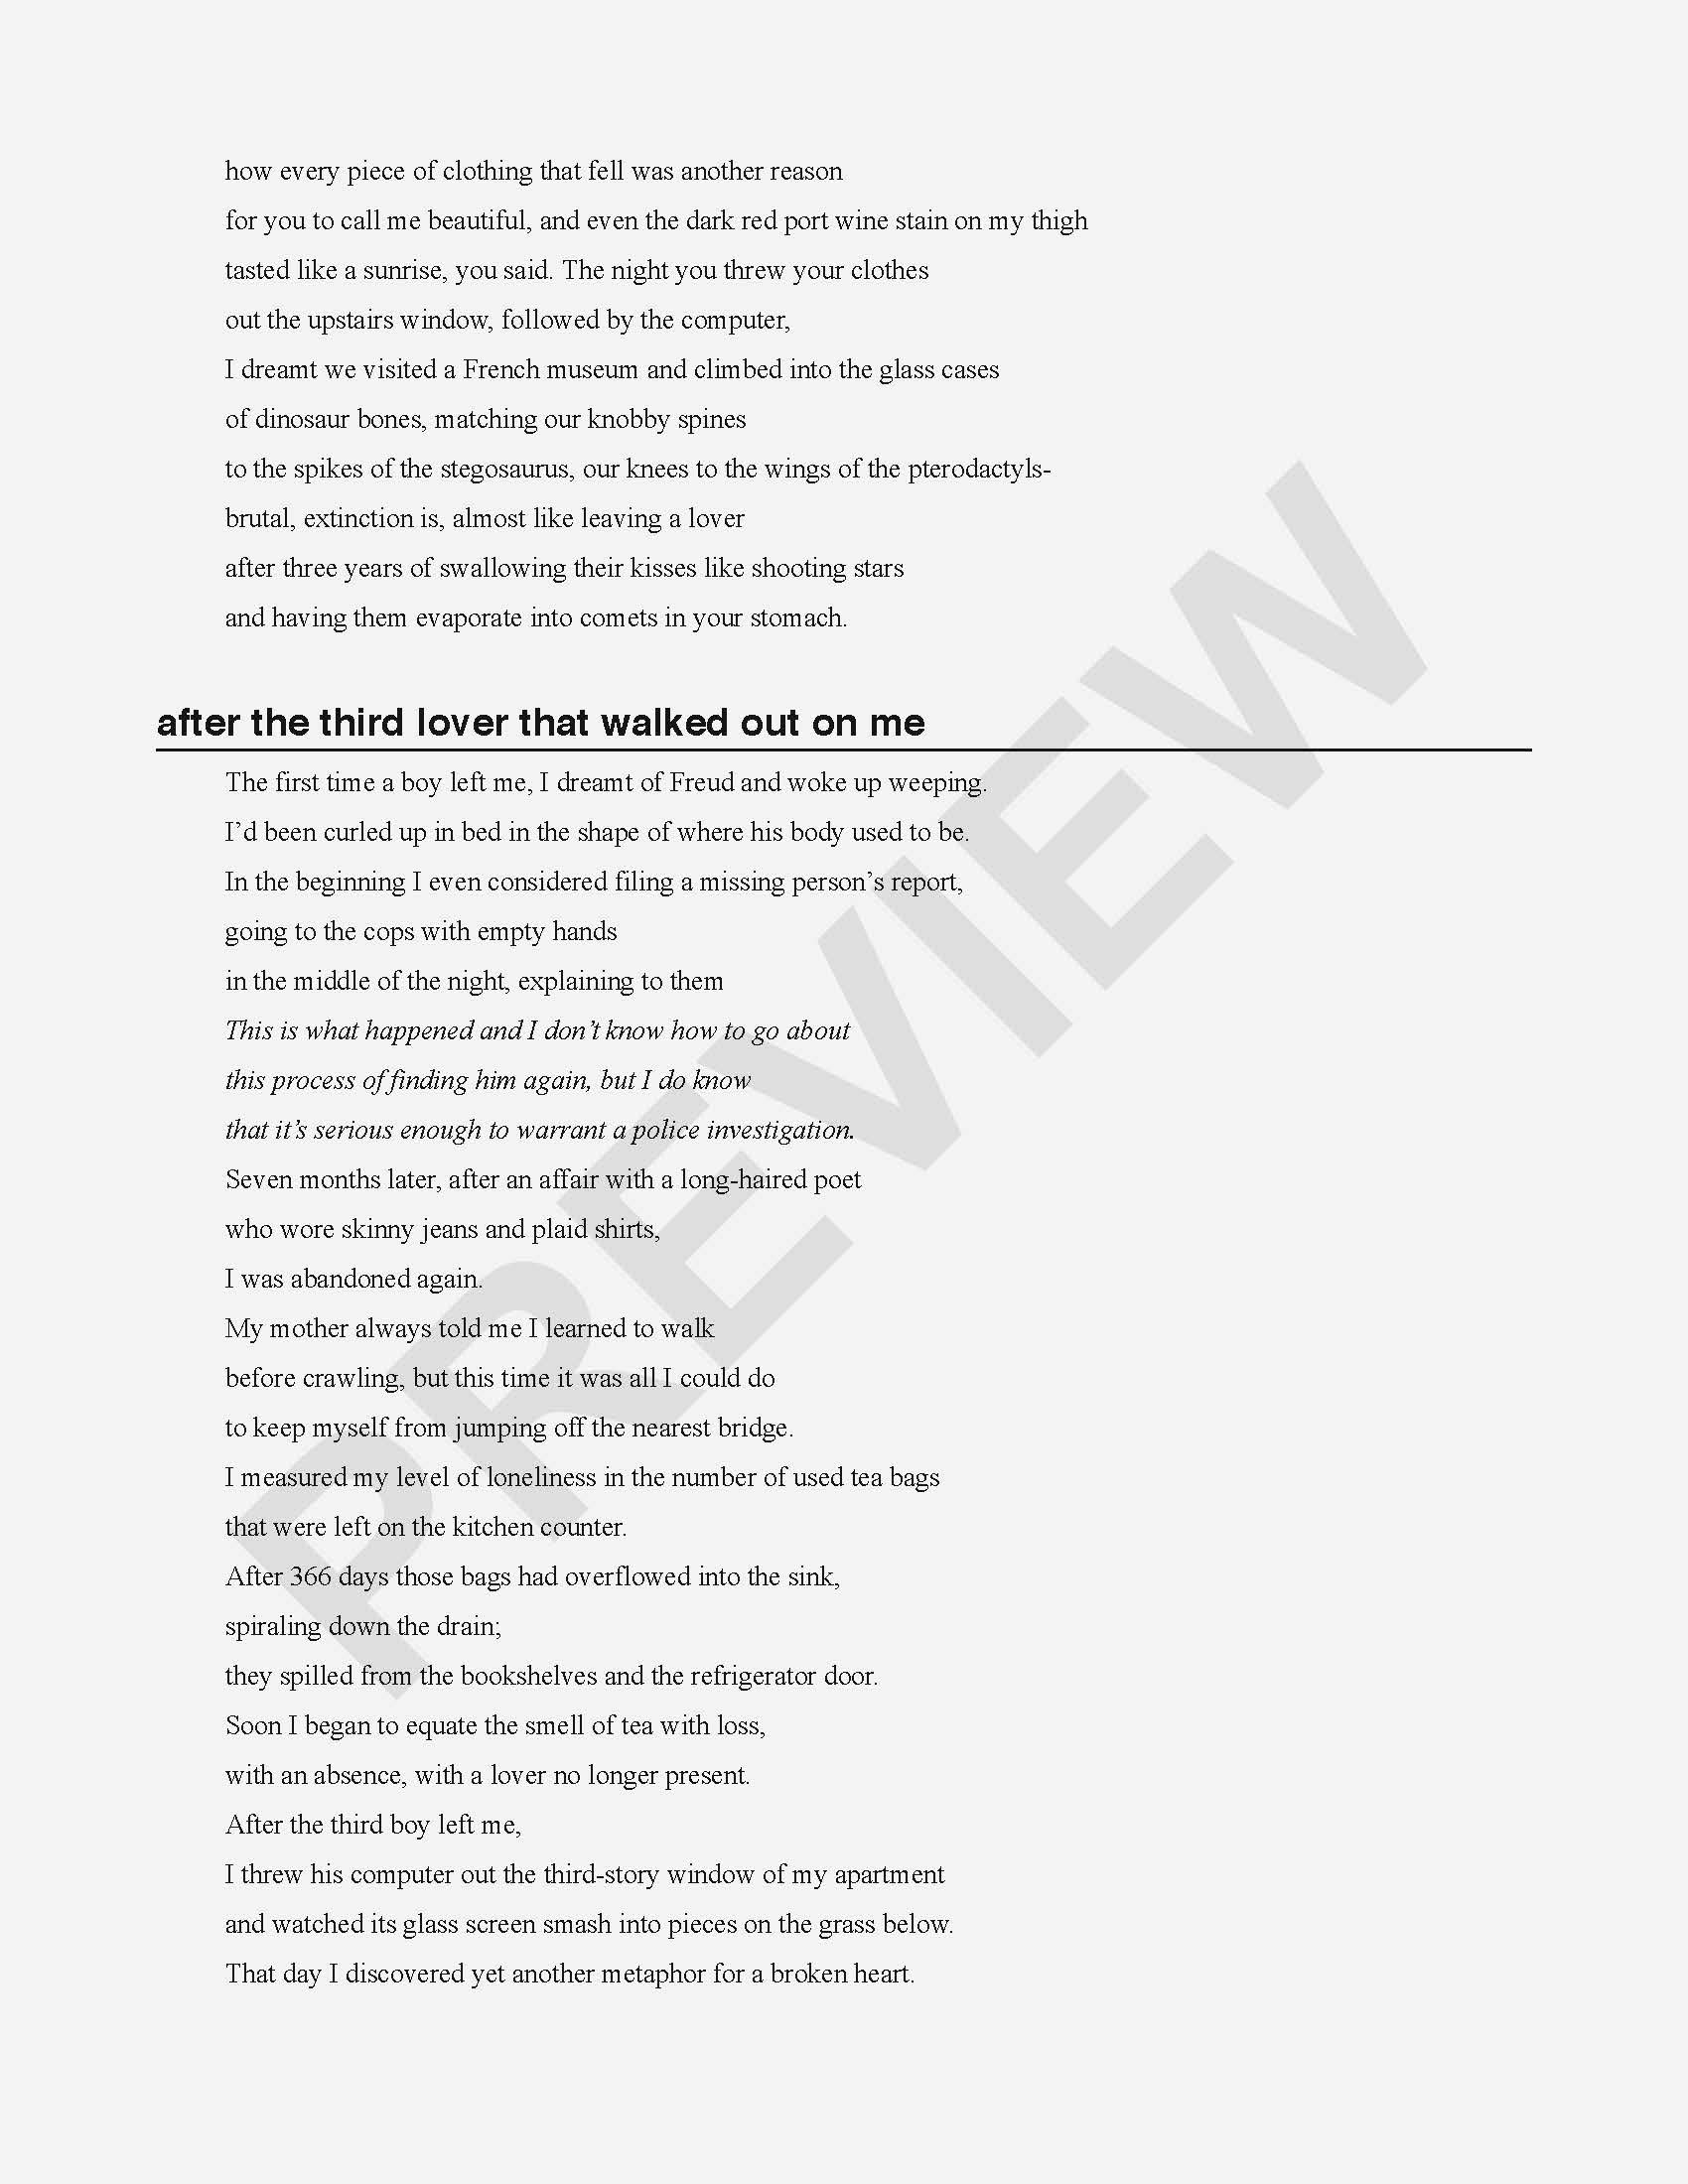 how every piece of clothing that fell was another reason
for you to call me beautiful, and even the dark red port wine stain on my thigh
tasted like a sunrise, you said. The night you threw your clothes
out the upstairs window, followed by the computer,
I dreamt we visited a French museum and climbed into the glass cases
of dinosaur bones, matching our knobby spines
to the spikes of the stegosaurus, our knees to the wings of the pterodactyls-
brutal, extinction is, almost like leaving a lover
after three years of swallowing their kisses like shooting stars
and having them evaporate into comets in your stomach.
after the third lover that walked out on me
The first time a boy left me, I dreamt of Freud and woke up weeping.
I’d been curled up in bed in the shape of where his body used to be.
In the beginning I even considered filing a missing person’s report,
going to the cops with empty hands
in the middle of the night, explaining to them
This is what happened and I don’t know how to go about
this process of finding him again, but I do know
that it’s serious enough to warrant a police investigation.
Seven months later, after an affair with a long-haired poet
who wore skinny jeans and plaid shirts,
I was abandoned again.
My mother always told me I learned to walk
before crawling, but this time it was all I could do
to keep myself from jumping off the nearest bridge.
I measured my level of loneliness in the number of used tea bags
that were left on the kitchen counter.
After 366 days those bags had overflowed into the sink,
spiraling down the drain;
they spilled from the bookshelves and the refrigerator door.
Soon I began to equate the smell of tea with loss,
with an absence, with a lover no longer present.
After the third boy left me,
I threw his computer out the third-story window of my apartment
and watched its glass screen smash into pieces on the grass below.
That day I discovered yet another metaphor for a broken heart.
PREVIEW